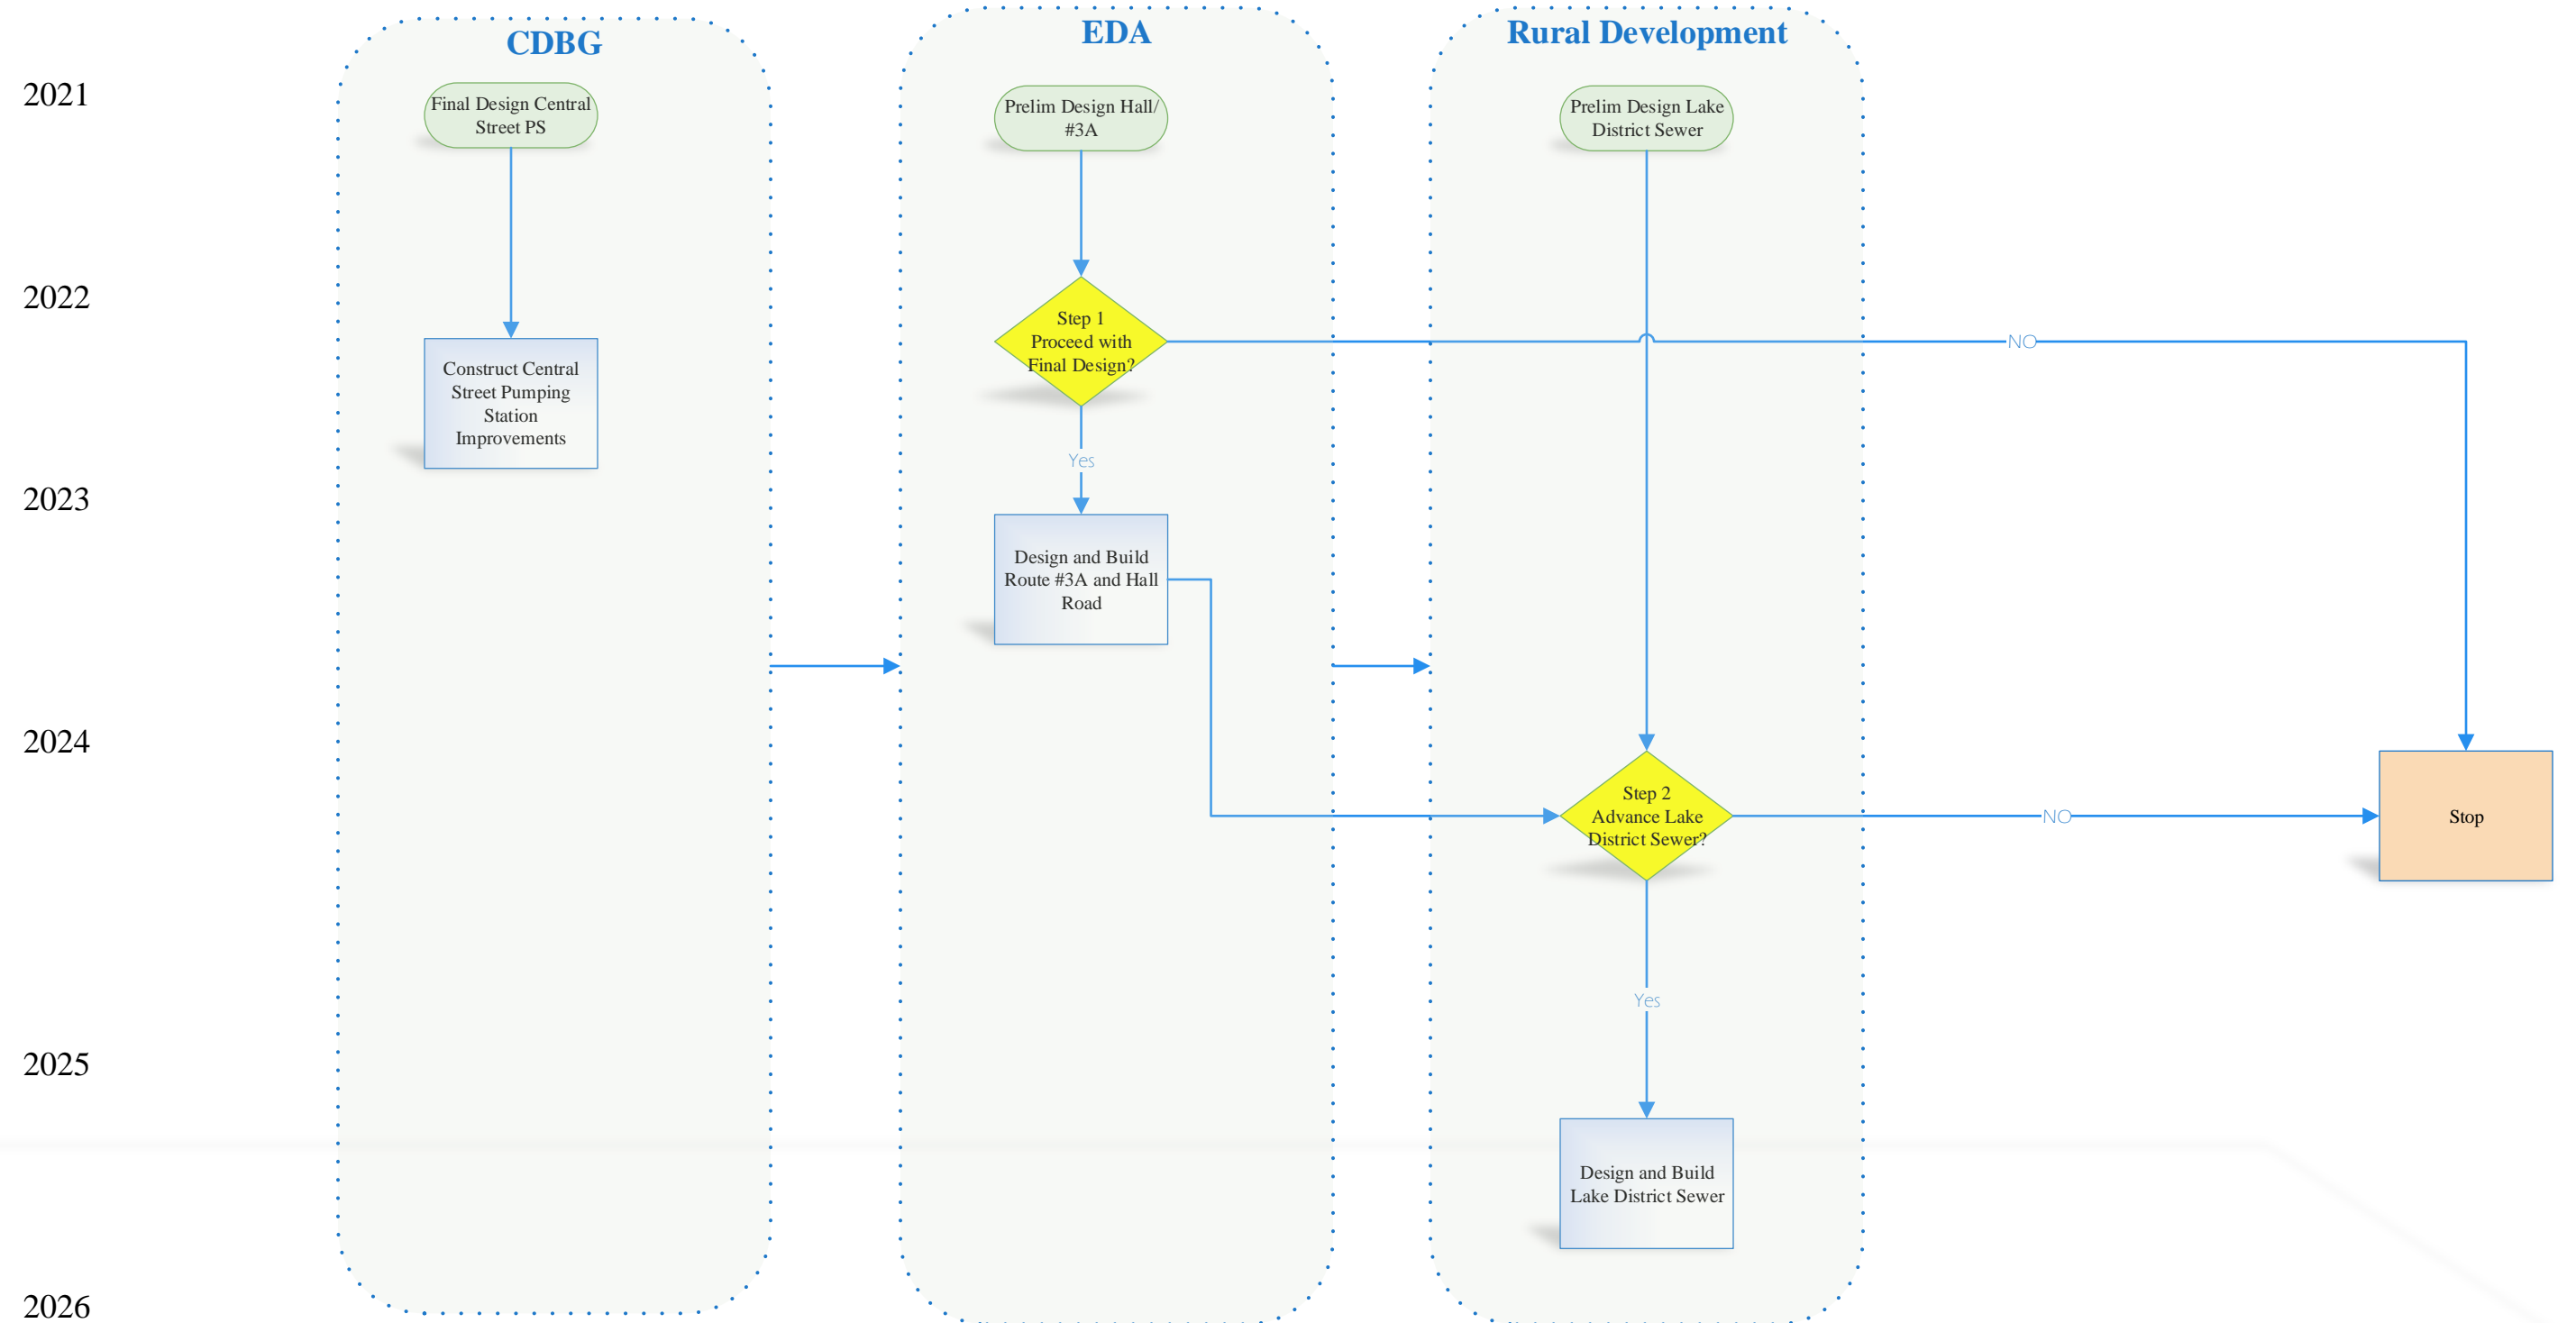 CDBG
EDA
Rural Development
2021
Final Design Central
Street PS
Prelim Design Hall/
#3A
Prelim Design Lake
District Sewer
2022
Step 1
Proceed with
Final Design?
NO
Construct Central
Street Pumping
Station
Improvements
Yes
2023
Design and Build
Route #3A and Hall
Road
2024
Step 2
Advance Lake
District Sewer?
NO
Stop
Yes
2025
Design and Build
Lake District Sewer
2026